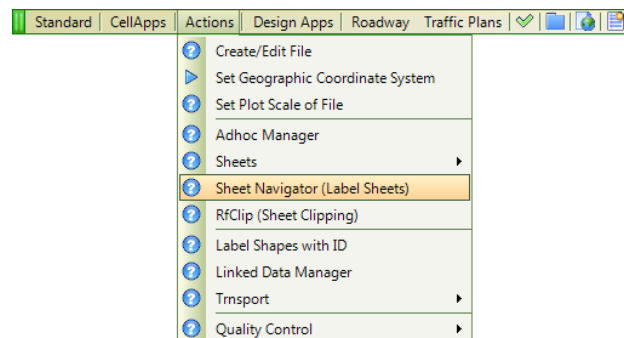 Standard CellApps Actions Design Apps Roadway Traffic Plans
Create/Edit File
Set Geographic Coordinate System
Set Plot Scale of File
Adhoc Manager
Sheets
Sheet Navigator (Label Sheets)
RfClip (Sheet Clipping)
Label Shapes with ID
Linked Data Manager
Trnsport
Quality Control